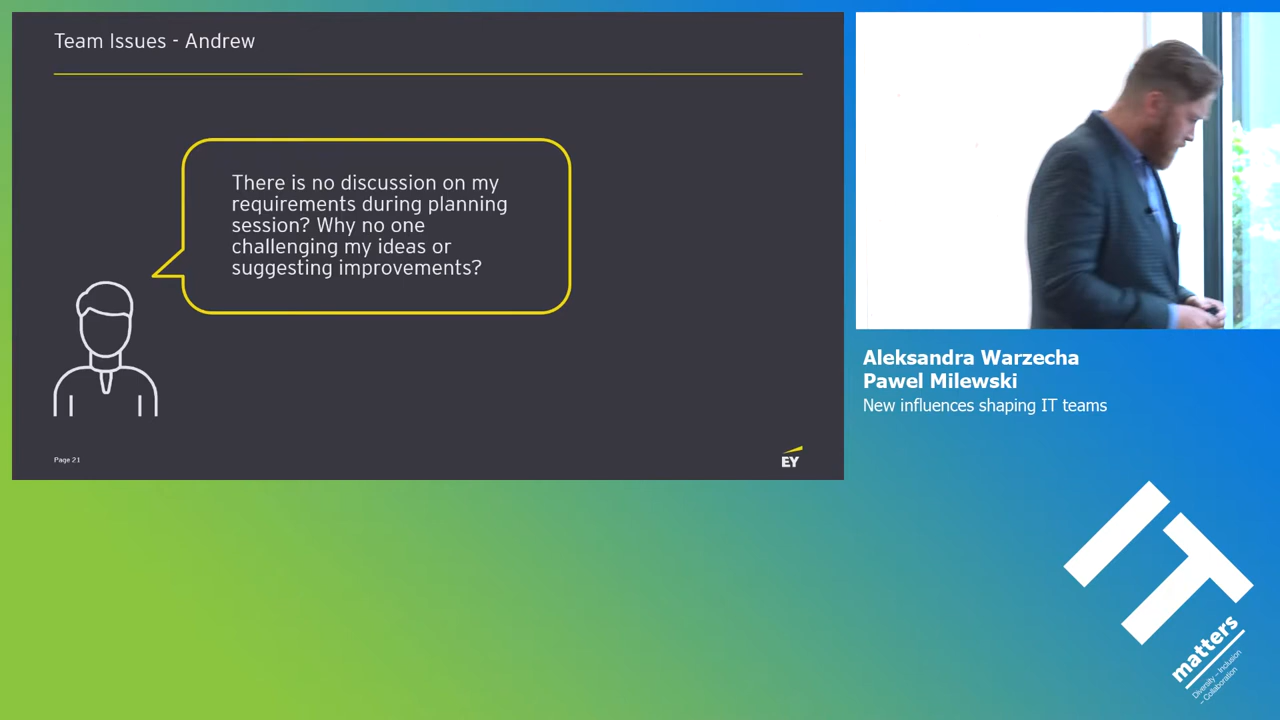 Team Issues - Andrew
There is no discussion on my
requirements during planning
session? Why no one
challenging my ideas or
suggesting improvements?
Page 21
EY
Aleksandra Warzecha
Pawel Milewski
New influences shaping IT teams
IT
matters
Diversity – Inclusion
– Collaboration